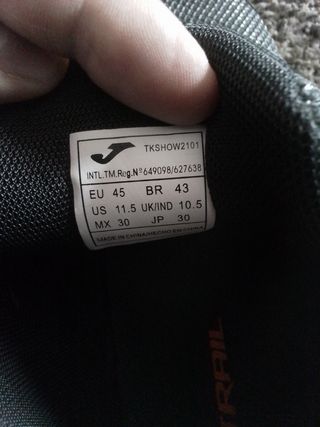 TKSHOW2101
INTL.TM.Reg.Nº649098/627638
EU 45 BR 43
US 11.5 UK/IND 10.5
MX 30 JP 30
MADE IN CHINA/HECHO EN CHINA
TRAIL